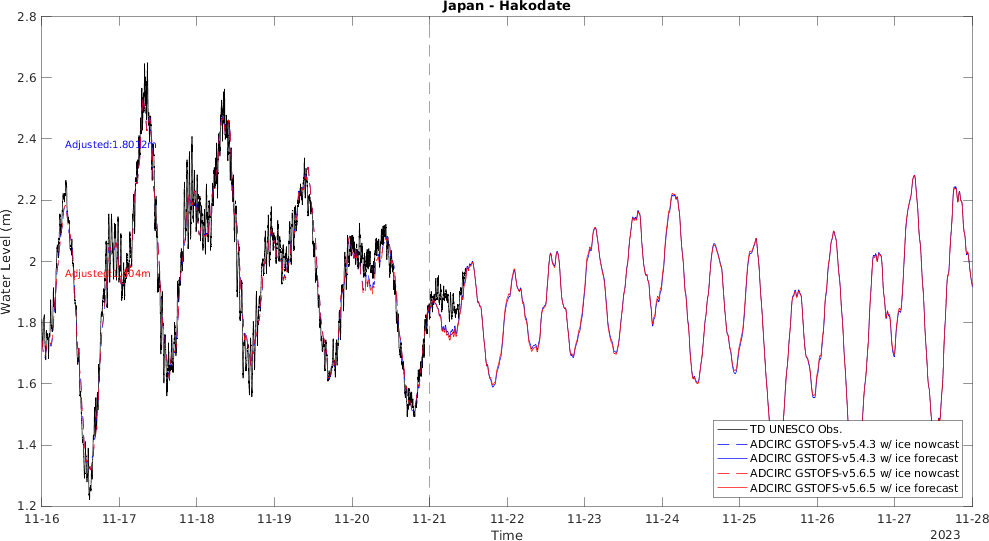 Japan - Hakodate
2.8
2.6
2.4
2.2
2
1.8
1.6
1.4
1.2
Water Level (m)
Adjusted:1.8012m
04m
TD UNESCO Obs.
ADCIRC GSTOFS-v5.4.3 w/ ice nowcast
ADCIRC GSTOFS-v5.4.3 w/ ice forecast
ADCIRC GSTOFS-v5.6.5 w/ ice nowcast
ADCIRC GSTOFS-v5.6.5 w/ ice forecast
11-16 11-17 11-18 11-19 11-20 11-21 11-22 11-23 11-24 11-25 11-26 11-27 11-28
Time
2023